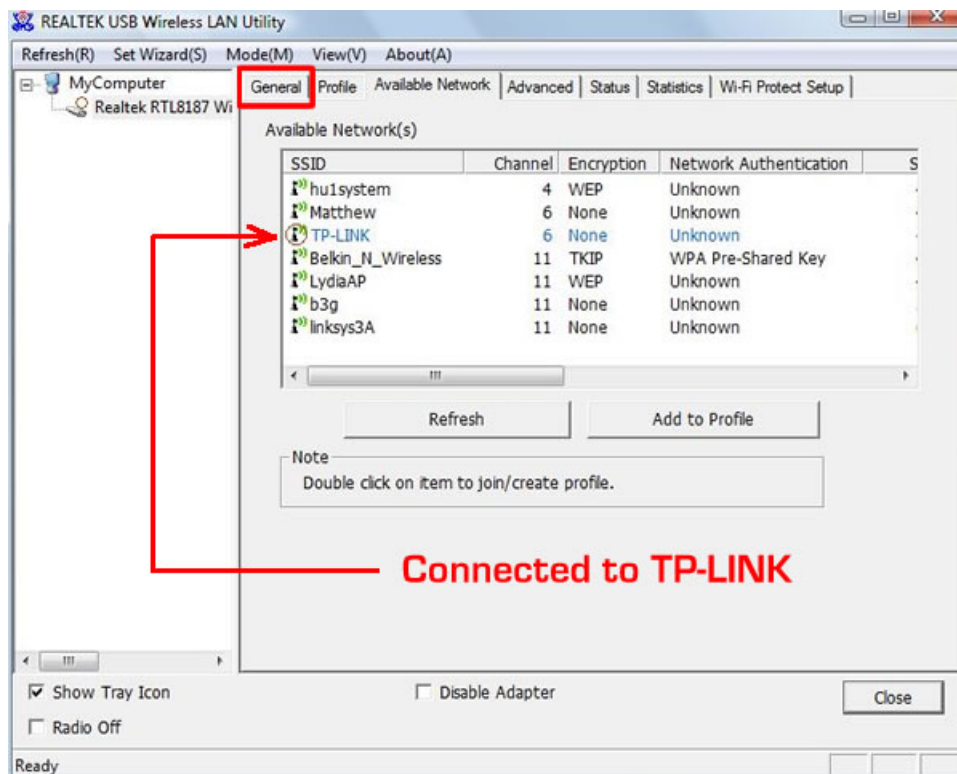 REALTEK USB Wireless LAN Utility
Refresh(R) Set Wizard(S) Mode(M) View(V) About(A)
MyComputer
Realtek RTL8187 Wi
General Profile Available Network Advanced Status Statistics Wi-Fi Protect Setup
Available Network(s)
SSID Channel Encryption Network Authentication S
hu1system 4 WEP Unknown
Matthew 6 None Unknown
TP-LINK 6 None Unknown
Belkin_N_Wireless 11 TKIP WPA Pre-Shared Key
LydiaAP 11 WEP Unknown
b3g 11 None Unknown
linksys3A 11 None Unknown
Refresh Add to Profile
Note
Double click on item to join/create profile.
Connected to TP-LINK
Show Tray Icon Disable Adapter Close
Radio Off
Ready